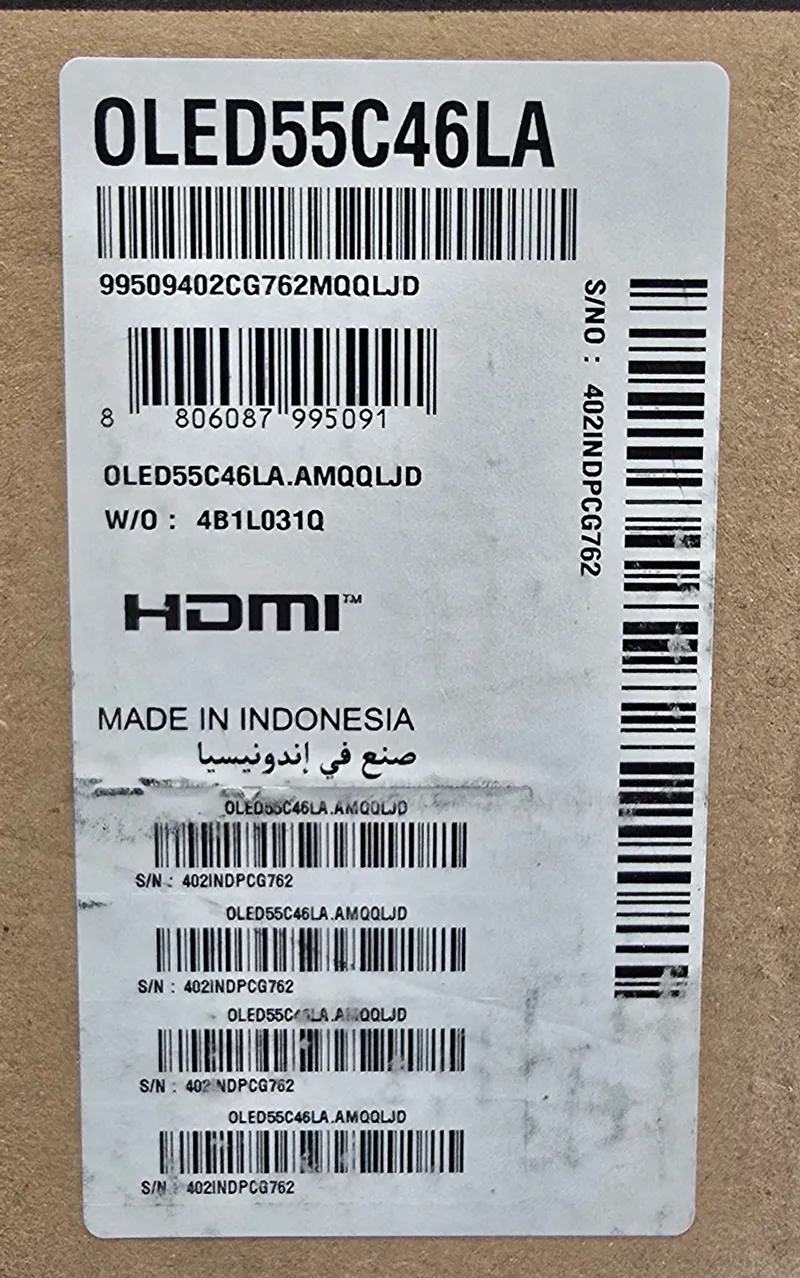 OLED55C46LA
99509402CG762MQQLJD
8 806087 995091
OLED55C46LA.AMQQLJD
W/O : 4B1L031Q
HDMI™
MADE IN INDONESIA
صنع في إندونيسيا
OLED55C46LA.AMQQLJD
S/N : 402INDPCG762
OLED55C46LA.AMQQLJD
S/N : 402INDPCG762
OLED55C46LA.AMQQLJD
S/N : 402INDPCG762
OLED55C46LA.AMQQLJD
S/N : 402INDPCG762
S/NO : 402INDPCG762